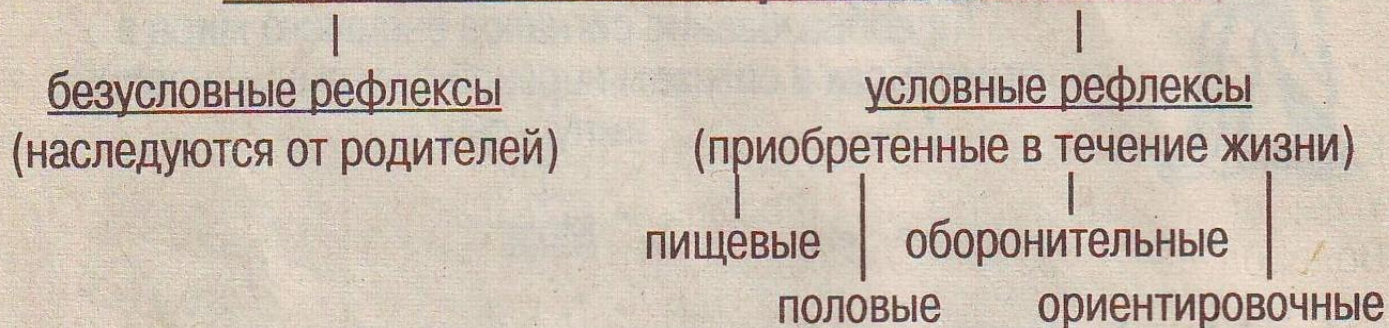 безусловные рефлексы условные рефлексы
(наследуются от родителей) (приобретенные в течение жизни)
пищевые оборонительные
половые ориентировочные